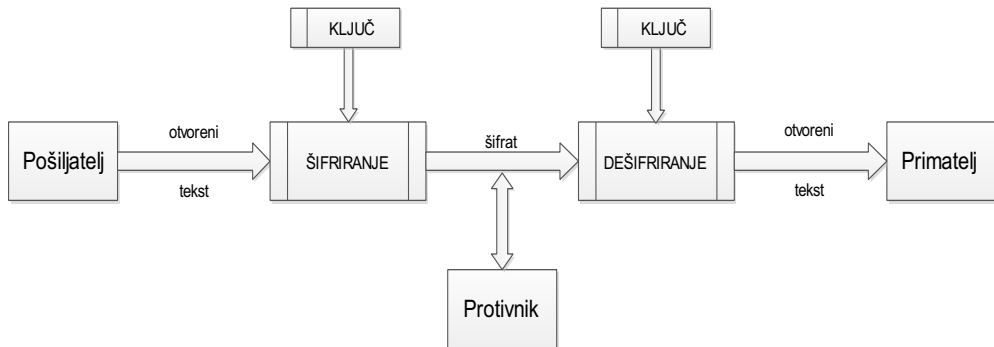 KLJUČ
KLJUČ
Pošiljatelj
otvoreni
tekst
ŠIFRIRANJE
šifrat
DEŠIFRIRANJE
otvoreni
tekst
Primatelj
Protivnik